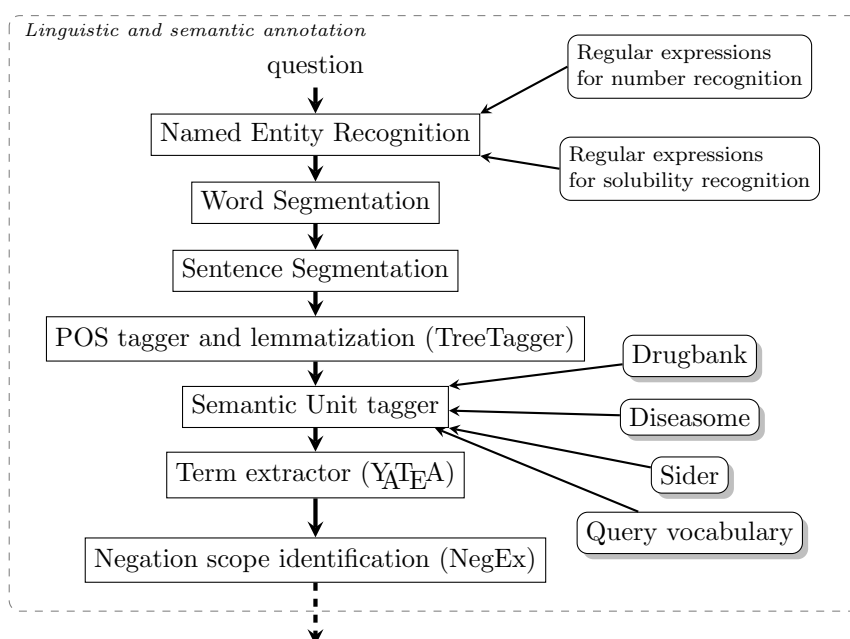 Linguistic and semantic annotation
question
Regular expressions
for number recognition
Named Entity Recognition
Regular expressions
for solubility recognition
Word Segmentation
Sentence Segmentation
POS tagger and lemmatization (TreeTagger)
Drugbank
Semantic Unit tagger
Diseasome
Term extractor (YATEA)
Sider
Query vocabulary
Negation scope identification (NegEx)